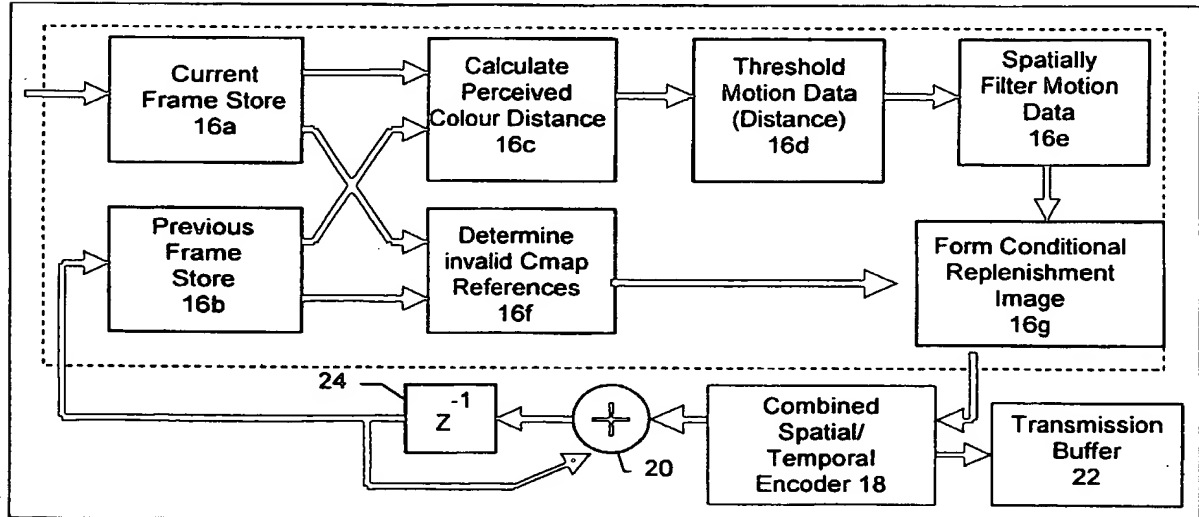 Current
Frame Store
16a
Calculate
Perceived
Colour Distance
16c
Threshold
Motion Data
(Distance)
16d
Spatially
Filter Motion
Data
16e
Previous
Frame
Store
16b
Determine
invalid Cmap
References
16f
Form Conditional
Replenishment
Image
16g
24
Z-1
20
Combined
Spatial/
Temporal
Encoder 18
Transmission
Buffer
22